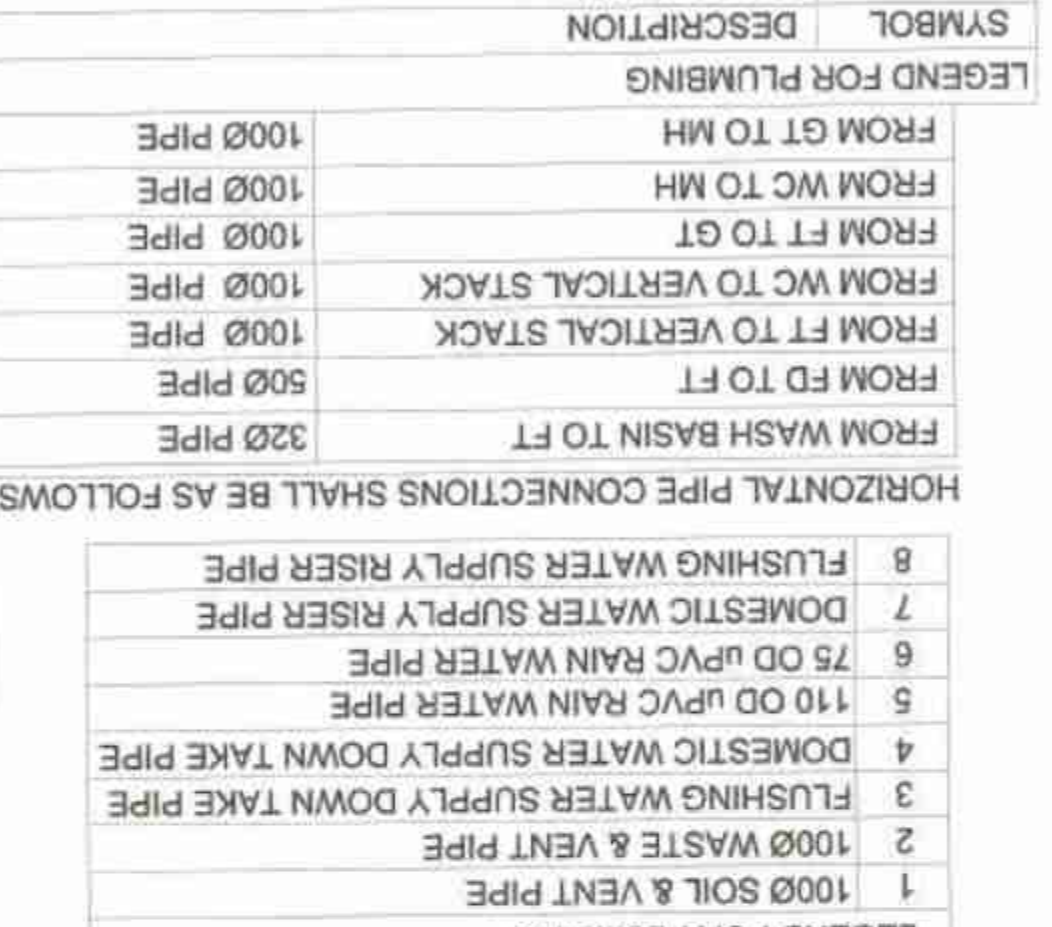 1 100Ø SOIL & VENT PIPE
2 100Ø WASTE & VENT PIPE
3 FLUSHING WATER SUPPLY DOWN TAKE PIPE
4 DOMESTIC WATER SUPPLY DOWN TAKE PIPE
5 110 OD uPVC RAIN WATER PIPE
6 75 OD uPVC RAIN WATER PIPE
7 DOMESTIC WATER SUPPLY RISER PIPE
8 FLUSHING WATER SUPPLY RISER PIPE
HORIZONTAL PIPE CONNECTIONS SHALL BE AS FOLLOWS
FROM WASH BASIN TO FT 32Ø PIPE
FROM FD TO FT 50Ø PIPE
FROM FT TO VERTICAL STACK 100Ø PIPE
FROM WC TO VERTICAL STACK 100Ø PIPE
FROM FT TO GT 100Ø PIPE
FROM WC TO MH 100Ø PIPE
FROM GT TO MH 100Ø PIPE
LEGEND FOR PLUMBING
SYMBOL DESCRIPTION